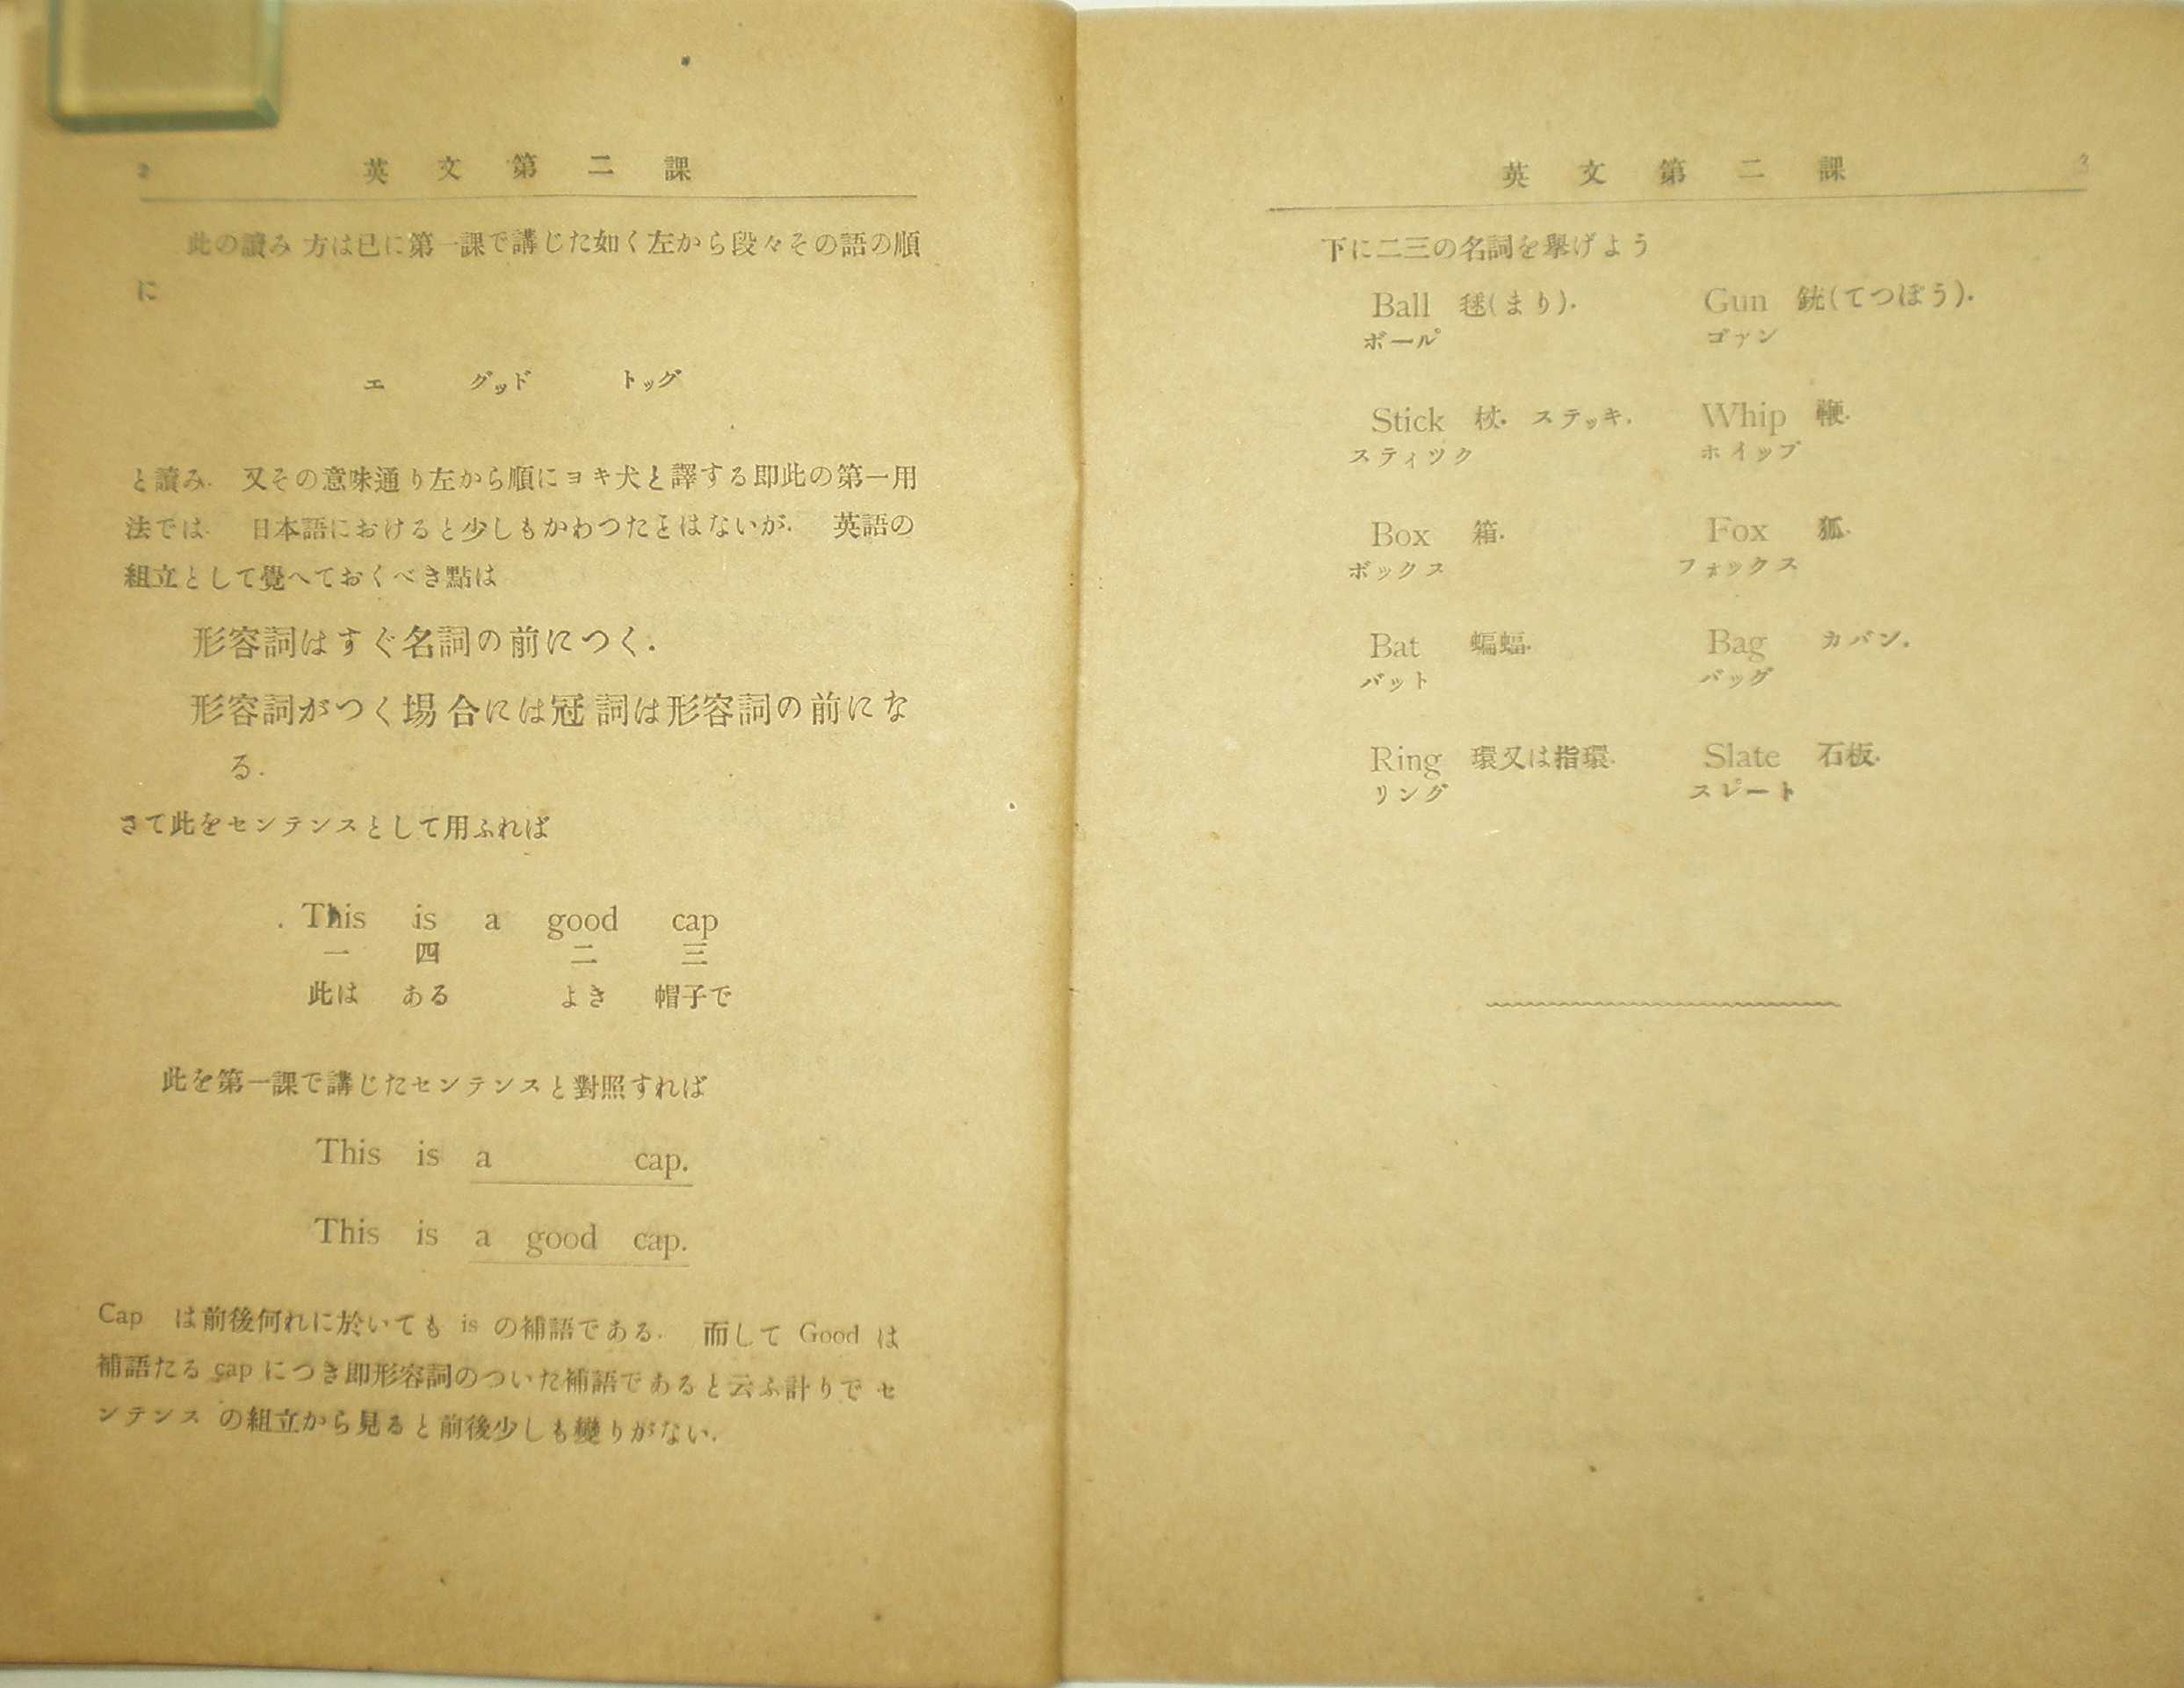 2 英文第二課
此の讀み方は已に第一課で講じた如く左から段々その語の順
に
エ グッド トッグ
と讀み. 又その意味通り左から順にヨキ犬と譯する即此の第一用
法では. 日本語におけると少しもかわつたとはないが. 英語の
組立として覺へておくべき點は
形容詞はすぐ名詞の前につく.
形容詞がつく場合には冠詞は形容詞の前にな
る.
さて此をセンテンスとして用ふれば
This is a good cap
一 四 二 三
此は ある よき 帽子で
此を第一課で講じたセンテンスと對照すれば
This is a cap.
This is a good cap.
Cap は前後何れに於いても is の補語である. 而して Good は
補語たる cap につき即形容詞のついた補語であると云ふ計りで セ
ンテンス の組立から見ると前後少しも變りがない.
英文第二課 3
下に二三の名詞を擧げよう
Ball 毬(まり). Gun 銃(てつぽう).
ボール ゴァン
Stick 杖. ステッキ. Whip 鞭.
スティツク ホイップ
Box 箱. Fox 狐.
ボックス フォックス
Bat 蝙蝠. Bag カバン.
バット バッグ
Ring 環又は指環. Slate 石板.
リング スレート